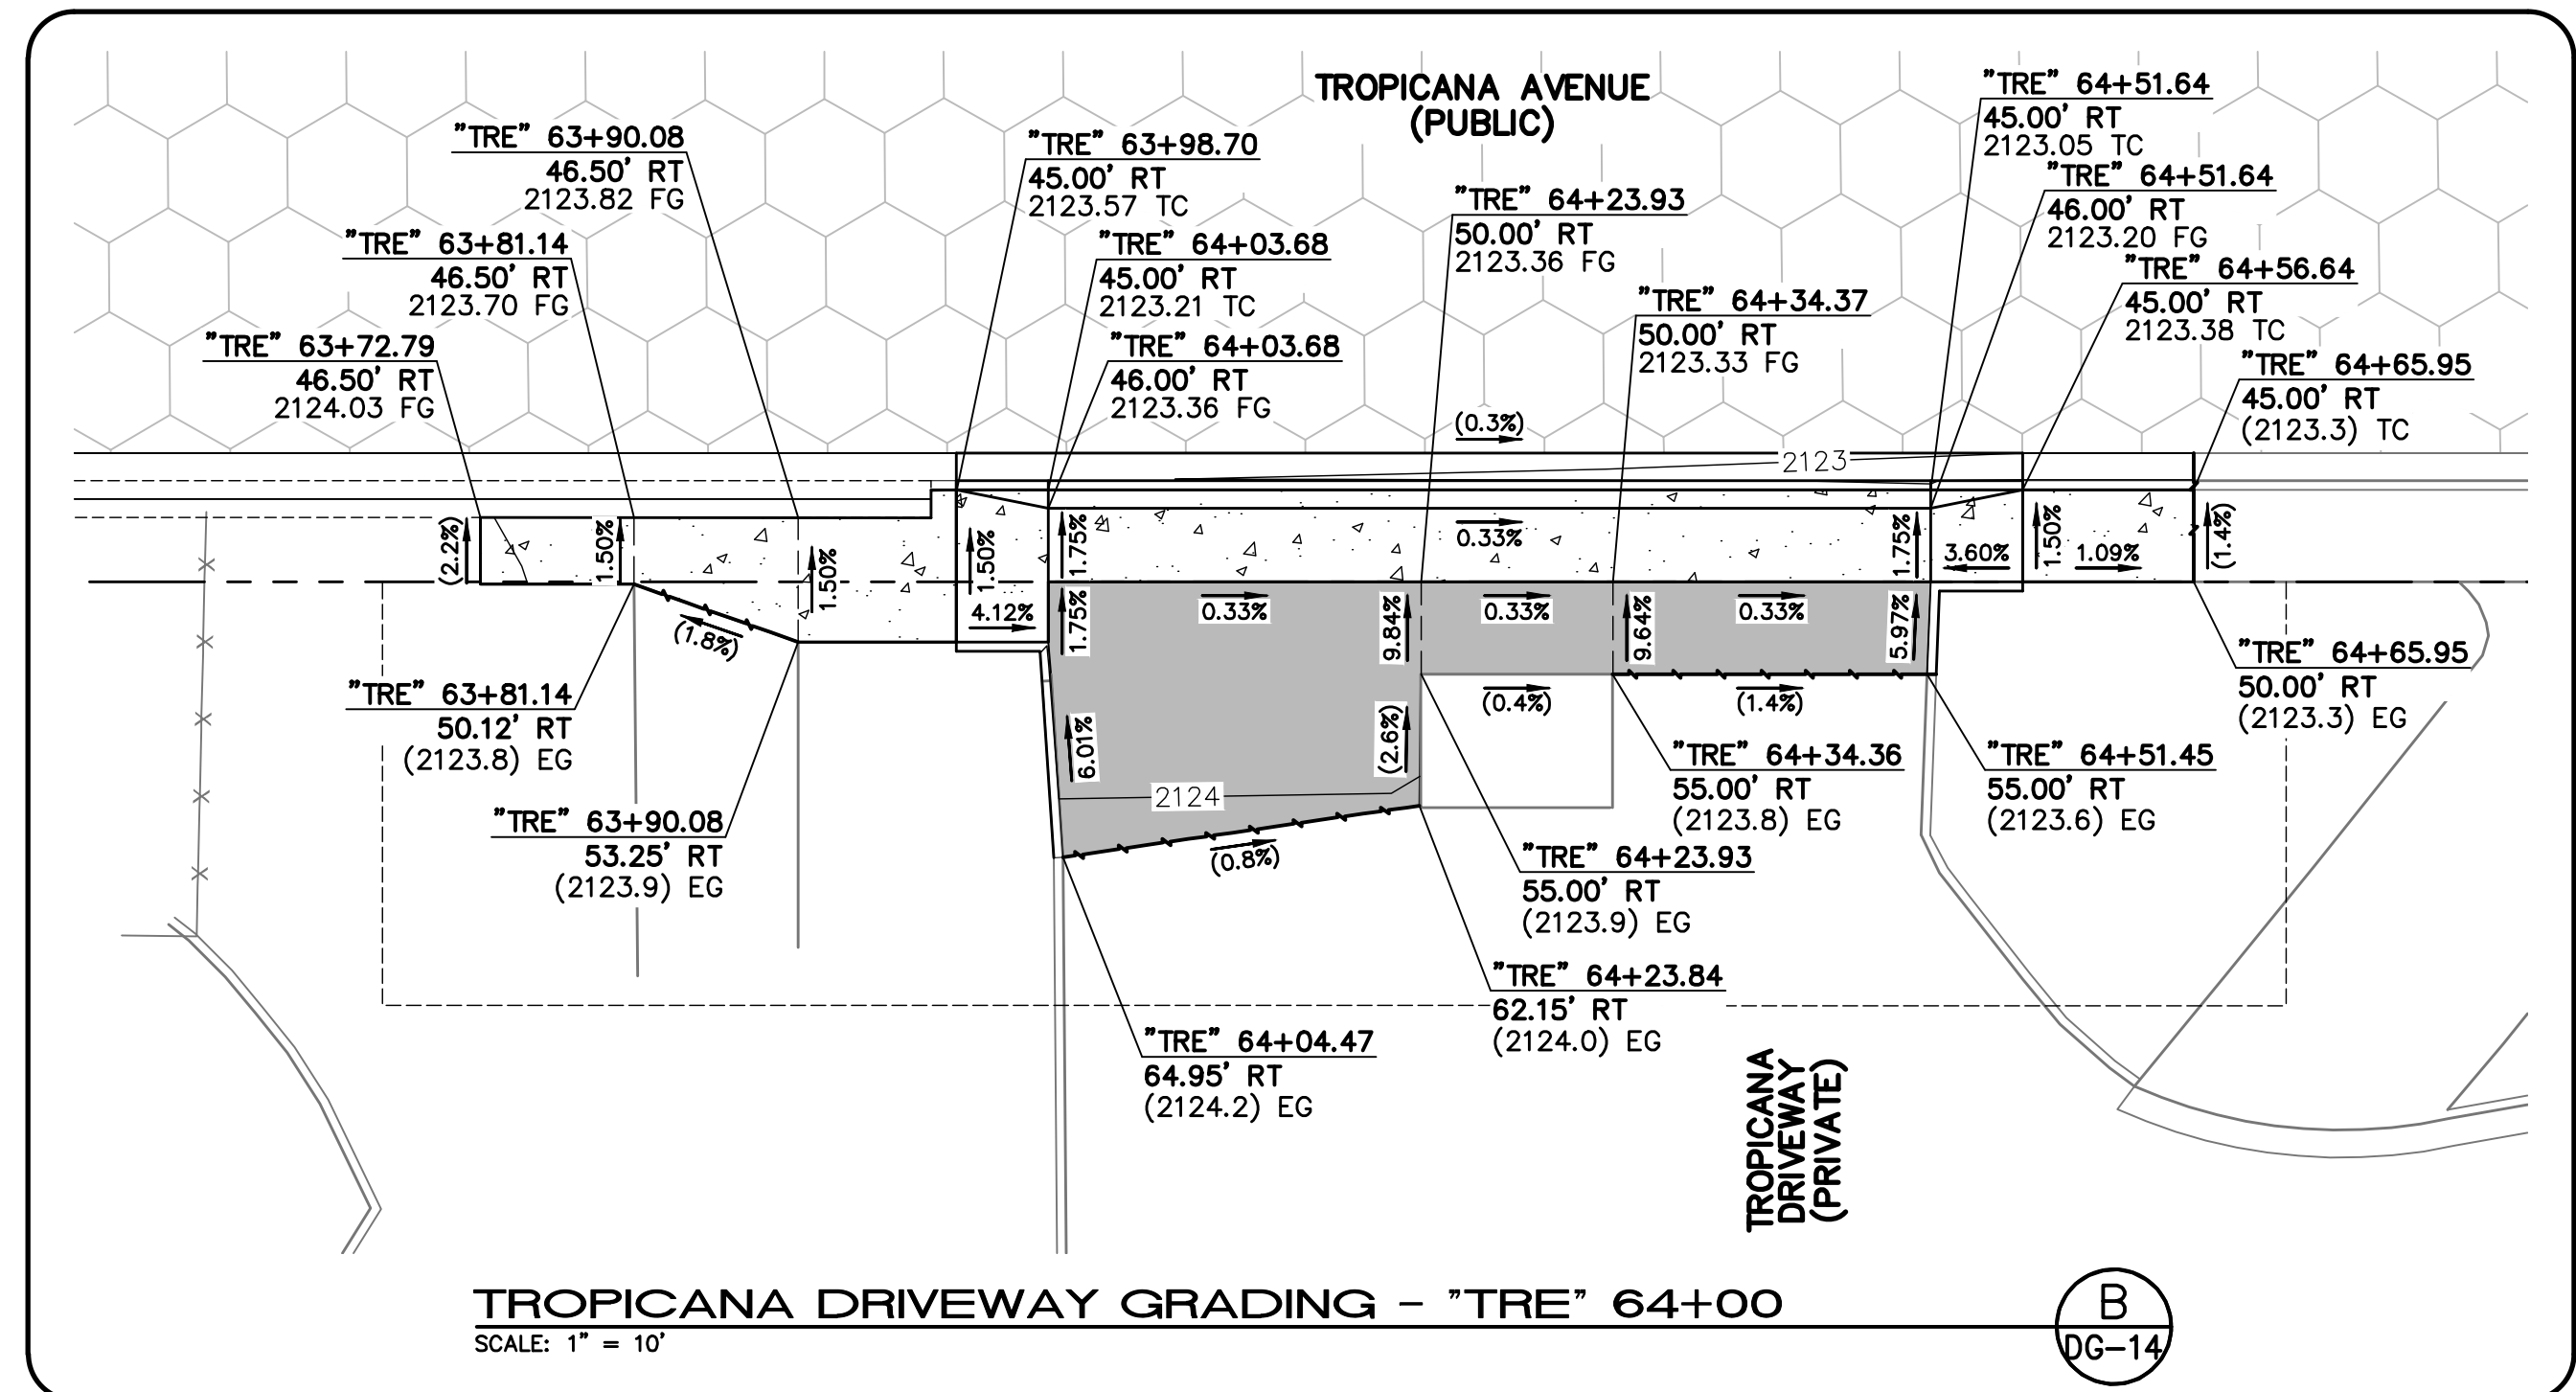 TROPICANA AVENUE
(PUBLIC)
"TRE" 63+90.08
46.50' RT
2123.82 FG
"TRE" 63+81.14
46.50' RT
2123.70 FG
"TRE" 63+72.79
46.50' RT
2124.03 FG
"TRE" 63+98.70
45.00' RT
2123.57 TC
"TRE" 64+03.68
45.00' RT
2123.21 TC
"TRE" 64+03.68
46.00' RT
2123.36 FG
"TRE" 64+23.93
50.00' RT
2123.36 FG
"TRE" 64+34.37
50.00' RT
2123.33 FG
"TRE" 64+51.64
45.00' RT
2123.05 TC
"TRE" 64+51.64
46.00' RT
2123.20 FG
"TRE" 64+56.64
45.00' RT
2123.38 TC
"TRE" 64+65.95
45.00' RT
(2123.3) TC
(0.3%)
2123
(2.2%)
1.50%
1.50%
1.50%
1.75%
0.33%
1.75%
3.60%
1.50%
1.09%
(1.4%)
(1.8%)
4.12%
1.75%
0.33%
9.84%
0.33%
9.64%
0.33%
5.97%
6.01%
(2.6%)
(0.4%)
(1.4%)
2124
(0.8%)
"TRE" 63+81.14
50.12' RT
(2123.8) EG
"TRE" 63+90.08
53.25' RT
(2123.9) EG
"TRE" 64+04.47
64.95' RT
(2124.2) EG
"TRE" 64+23.84
62.15' RT
(2124.0) EG
"TRE" 64+23.93
55.00' RT
(2123.9) EG
"TRE" 64+34.36
55.00' RT
(2123.8) EG
"TRE" 64+51.45
55.00' RT
(2123.6) EG
"TRE" 64+65.95
50.00' RT
(2123.3) EG
TROPICANA
DRIVEWAY
(PRIVATE)
TROPICANA DRIVEWAY GRADING - "TRE" 64+00
SCALE: 1" = 10'
B
DG-14